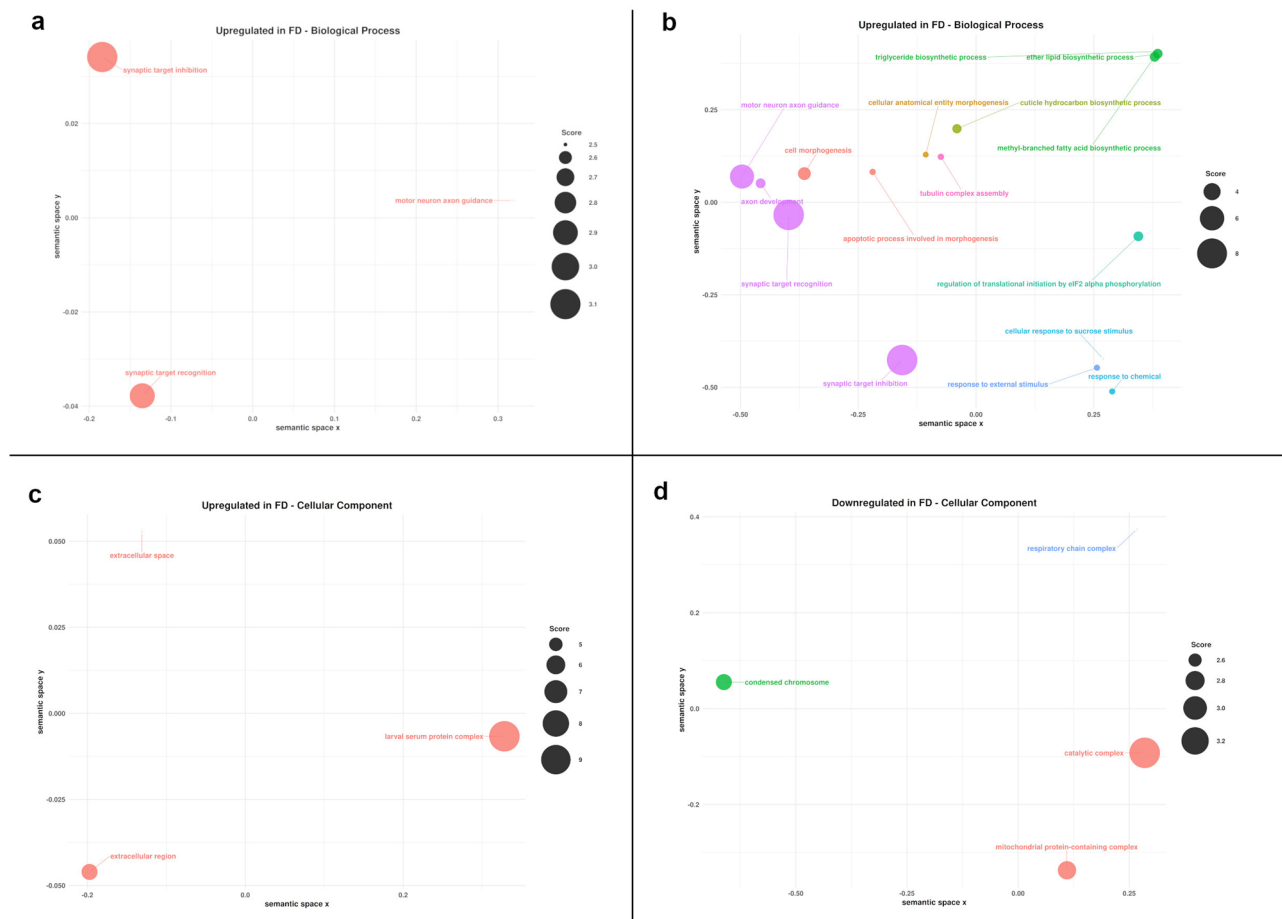 a
Upregulated in FD - Biological Process
synaptic target inhibition
motor neuron axon guidance
synaptic target recognition
0.02
0.00
-0.02
-0.04
semantic space y
-0.2
-0.1
0.0
0.1
0.2
0.3
semantic space x
Score
2.5
2.6
2.7
2.8
2.9
3.0
3.1
b
Upregulated in FD - Biological Process
triglyceride biosynthetic process
ether lipid biosynthetic process
motor neuron axon guidance
cellular anatomical entity morphogenesis
cuticle hydrocarbon biosynthetic process
cell morphogenesis
methyl-branched fatty acid biosynthetic process
tubulin complex assembly
axon development
apoptotic process involved in morphogenesis
synaptic target recognition
regulation of translational initiation by eIF2 alpha phosphorylation
cellular response to sucrose stimulus
synaptic target inhibition
response to external stimulus
response to chemical
0.25
0.00
-0.25
-0.50
semantic space y
-0.50
-0.25
0.00
0.25
semantic space x
Score
4
6
8
c
Upregulated in FD - Cellular Component
extracellular space
larval serum protein complex
extracellular region
0.050
0.025
0.000
-0.025
-0.050
semantic space y
-0.2
0.0
0.2
semantic space x
Score
5
6
7
8
9
d
Downregulated in FD - Cellular Component
respiratory chain complex
condensed chromosome
catalytic complex
mitochondrial protein-containing complex
0.4
0.2
0.0
-0.2
semantic space y
-0.50
-0.25
0.00
0.25
semantic space x
Score
2.6
2.8
3.0
3.2